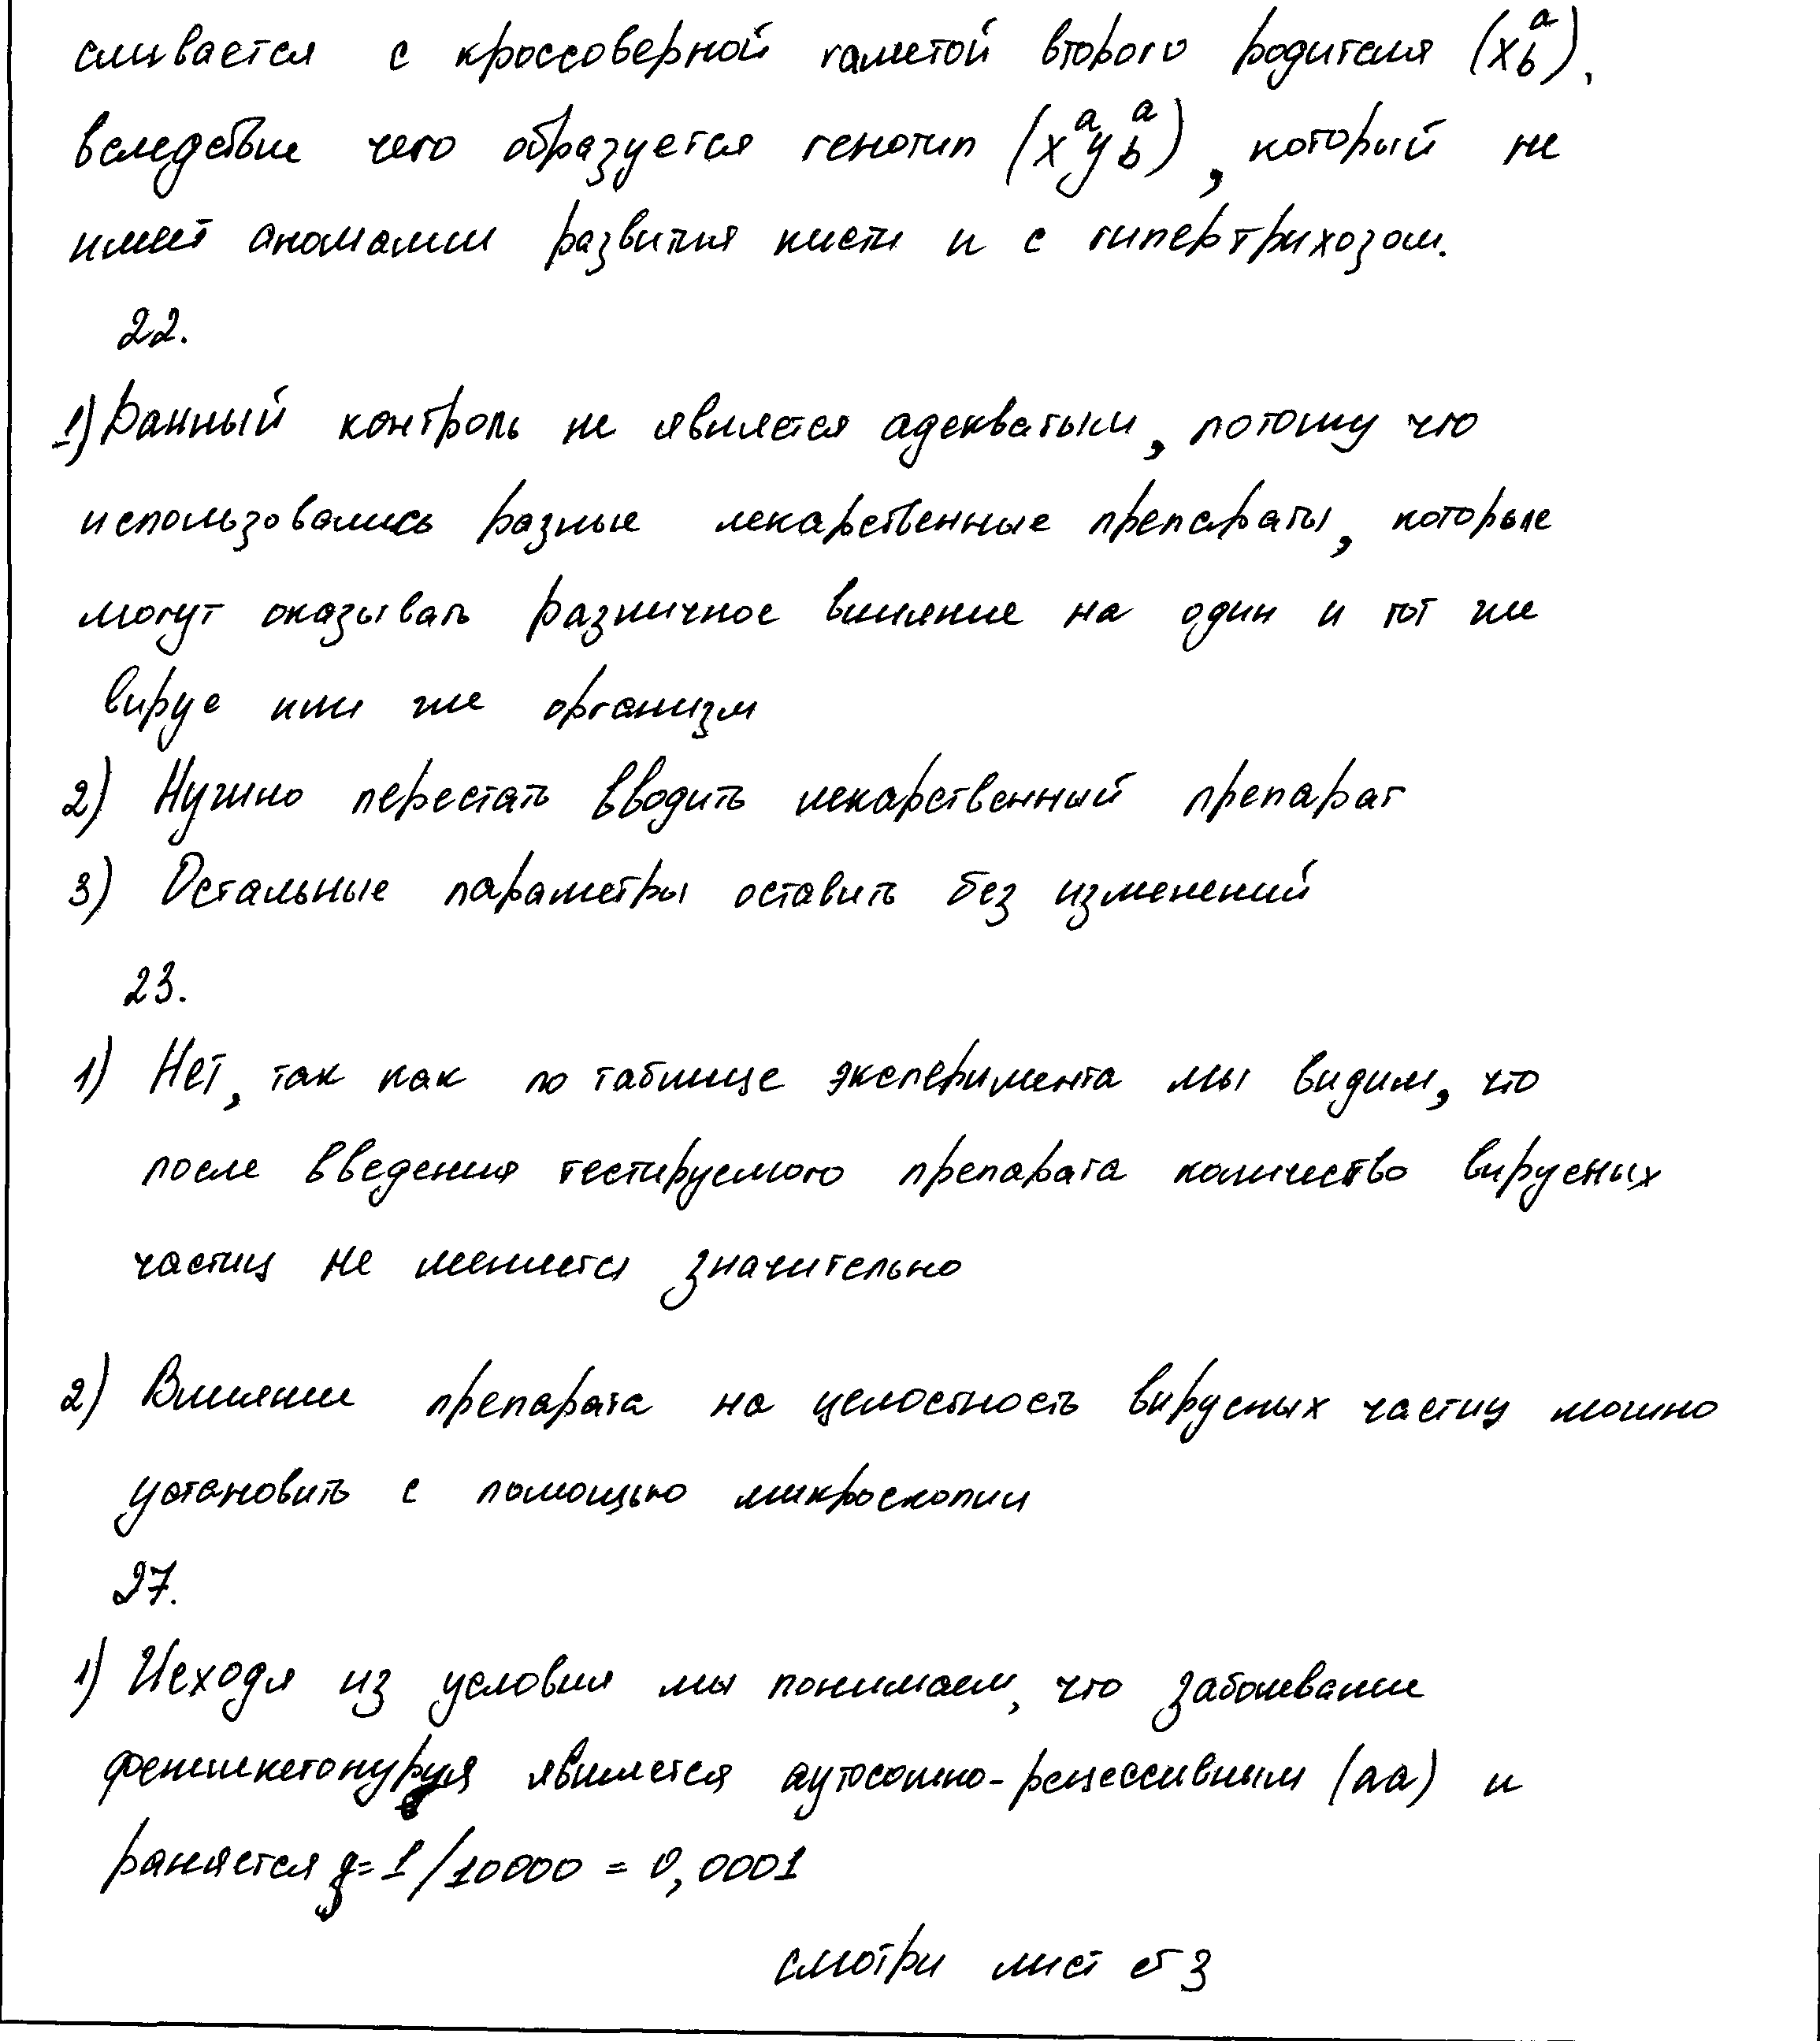 сливается с кроссоверной гаметой второго родителя (x b^a),
вследствие чего образуется генотип (x^a y b^a), который не
имеет аномалии развития кисти и с гипертрихозом.
22.
1) Данный контроль не является адекватым, потому что
использовались разные лекарственные препараты, которые
могут оказывать различное влияние на один и тот же
вирус или же организм
2) Нужно перестать вводить лекарственный препарат
3) Остальные параметры оставить без изменений
23.
1) Нет, так как по таблице эксперимента мы видим, что
после введения тестируемого препарата количество вирусных
частиц не меняется значительно
2) Влияние препарата на целостность вирусных частиц можно
установить с помощью микроскопии
27.
1) Исходя из условия мы понимаем, что заболевание
фенилкетонурия является аутосомно-рецессивным (аа) и
раняется = 1/10000 = 0,0001
смотри лист 3